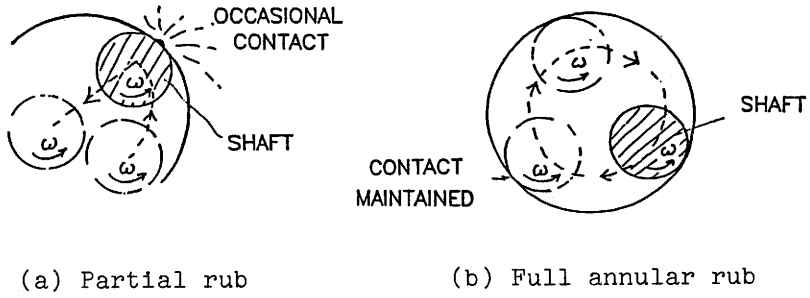 OCCASIONAL
CONTACT
ω
ω
ω
SHAFT
(a) Partial rub
ω
ω
ω
SHAFT
CONTACT
MAINTAINED
(b) Full annular rub